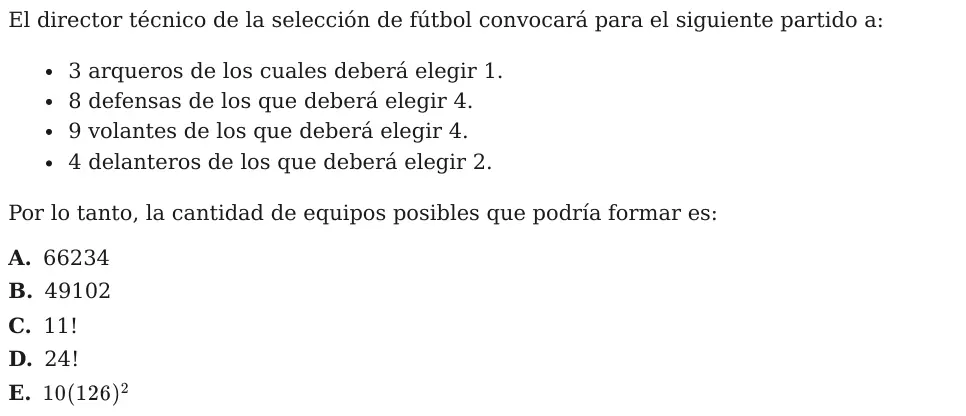 El director técnico de la selección de fútbol convocará para el siguiente partido a:
• 3 arqueros de los cuales deberá elegir 1.
• 8 defensas de los que deberá elegir 4.
• 9 volantes de los que deberá elegir 4.
• 4 delanteros de los que deberá elegir 2.
Por lo tanto, la cantidad de equipos posibles que podría formar es:
A. 66234
B. 49102
C. 11!
D. 24!
E. 10(126)²